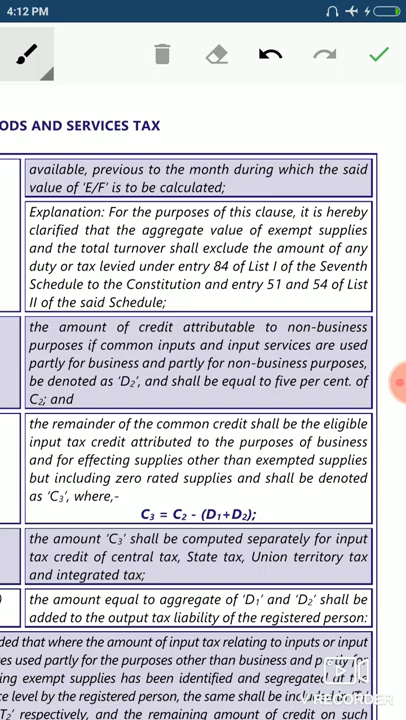 4:12 PM
ODS AND SERVICES TAX
available, previous to the month during which the said
value of 'E/F' is to be calculated;
Explanation: For the purposes of this clause, it is hereby
clarified that the aggregate value of exempt supplies
and the total turnover shall exclude the amount of any
duty or tax levied under entry 84 of List I of the Seventh
Schedule to the Constitution and entry 51 and 54 of List
II of the said Schedule;
the amount of credit attributable to non-business
purposes if common inputs and input services are used
partly for business and partly for non-business purposes,
be denoted as 'D2', and shall be equal to five per cent. of
C2; and
the remainder of the common credit shall be the eligible
input tax credit attributed to the purposes of business
and for effecting supplies other than exempted supplies
but including zero rated supplies and shall be denoted
as 'C3', where,-
C3 = C2 - (D1+D2);
the amount 'C3' shall be computed separately for input
tax credit of central tax, State tax, Union territory tax
and integrated tax;
) the amount equal to aggregate of 'D1' and 'D2' shall be
added to the output tax liability of the registered person:
ded that where the amount of input tax relating to inputs or input
es used partly for the purposes other than business and
ing exempt supplies has been identified and segregated
ce level by the registered person, the same shall be
T2' respectively, and the remaining amount of credit on such
V RECORDER